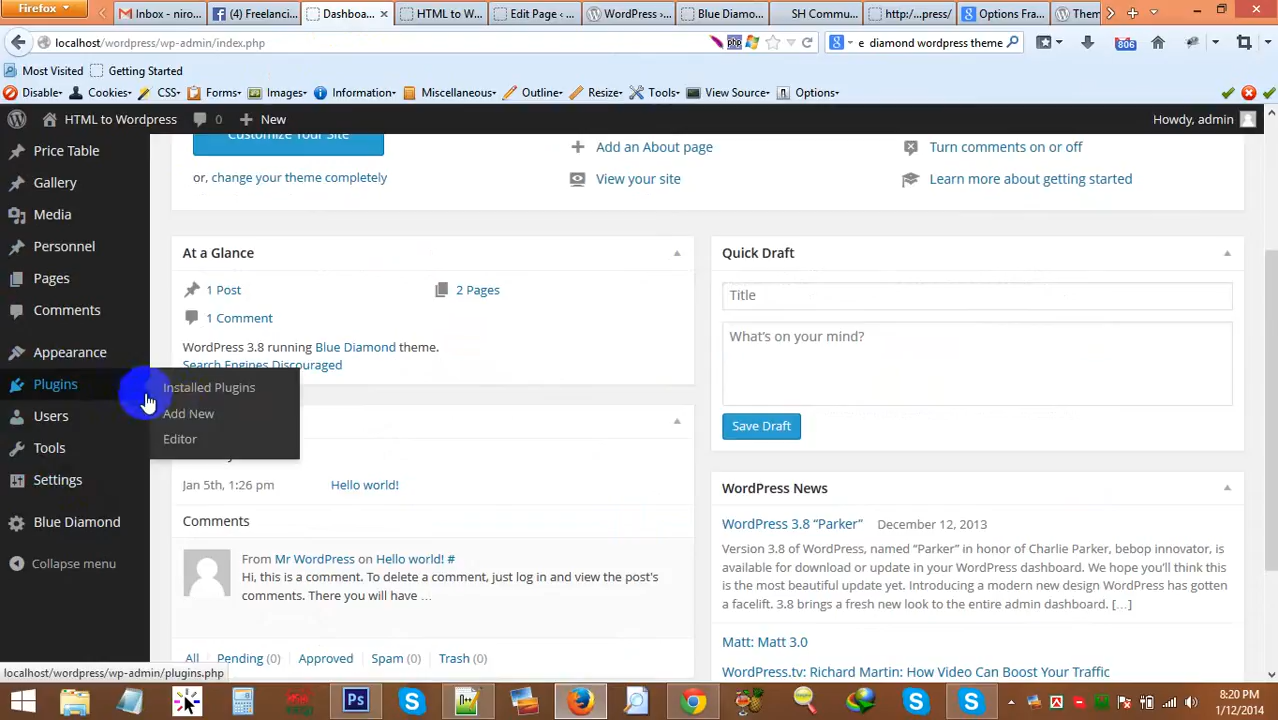 Firefox
Inbox - niro... (4) Freelanci... Dashboa... × HTML to W... Edit Page ‹ ... WordPress ›... Blue Diamo... SH Commu... http:/...press/ Options Fra... Them
localhost/wordpress/wp-admin/index.php
e diamond wordpress theme
806
Most Visited Getting Started
Disable Cookies CSS Forms Images Information Miscellaneous Outline Resize Tools View Source Options
HTML to Wordpress 0 New Howdy, admin
Customize Your Site
or, change your theme completely
Add an About page
View your site
Turn comments on or off
Learn more about getting started
Price Table
Gallery
Media
Personnel
Pages
Comments
Appearance
Plugins
Users
Tools
Settings
Blue Diamond
Collapse menu
Installed Plugins
Add New
Editor
At a Glance
1 Post 2 Pages
1 Comment
WordPress 3.8 running Blue Diamond theme.
Search Engines Discouraged
Jan 5th, 1:26 pm Hello world!
Comments
From Mr WordPress on Hello world! #
Hi, this is a comment. To delete a comment, just log in and view the post's
comments. There you will have …
All Pending (0) Approved Spam (0) Trash (0)
Quick Draft
Title
What's on your mind?
Save Draft
WordPress News
WordPress 3.8 “Parker” December 12, 2013
Version 3.8 of WordPress, named “Parker” in honor of Charlie Parker, bebop innovator, is
available for download or update in your WordPress dashboard. We hope you'll think this
is the most beautiful update yet. Introducing a modern new design WordPress has gotten
a facelift. 3.8 brings a fresh new look to the entire admin dashboard. […]
Matt: Matt 3.0
WordPress.tv: Richard Martin: How Video Can Boost Your Traffic
localhost/wordpress/wp-admin/plugins.php
8:20 PM
1/12/2014